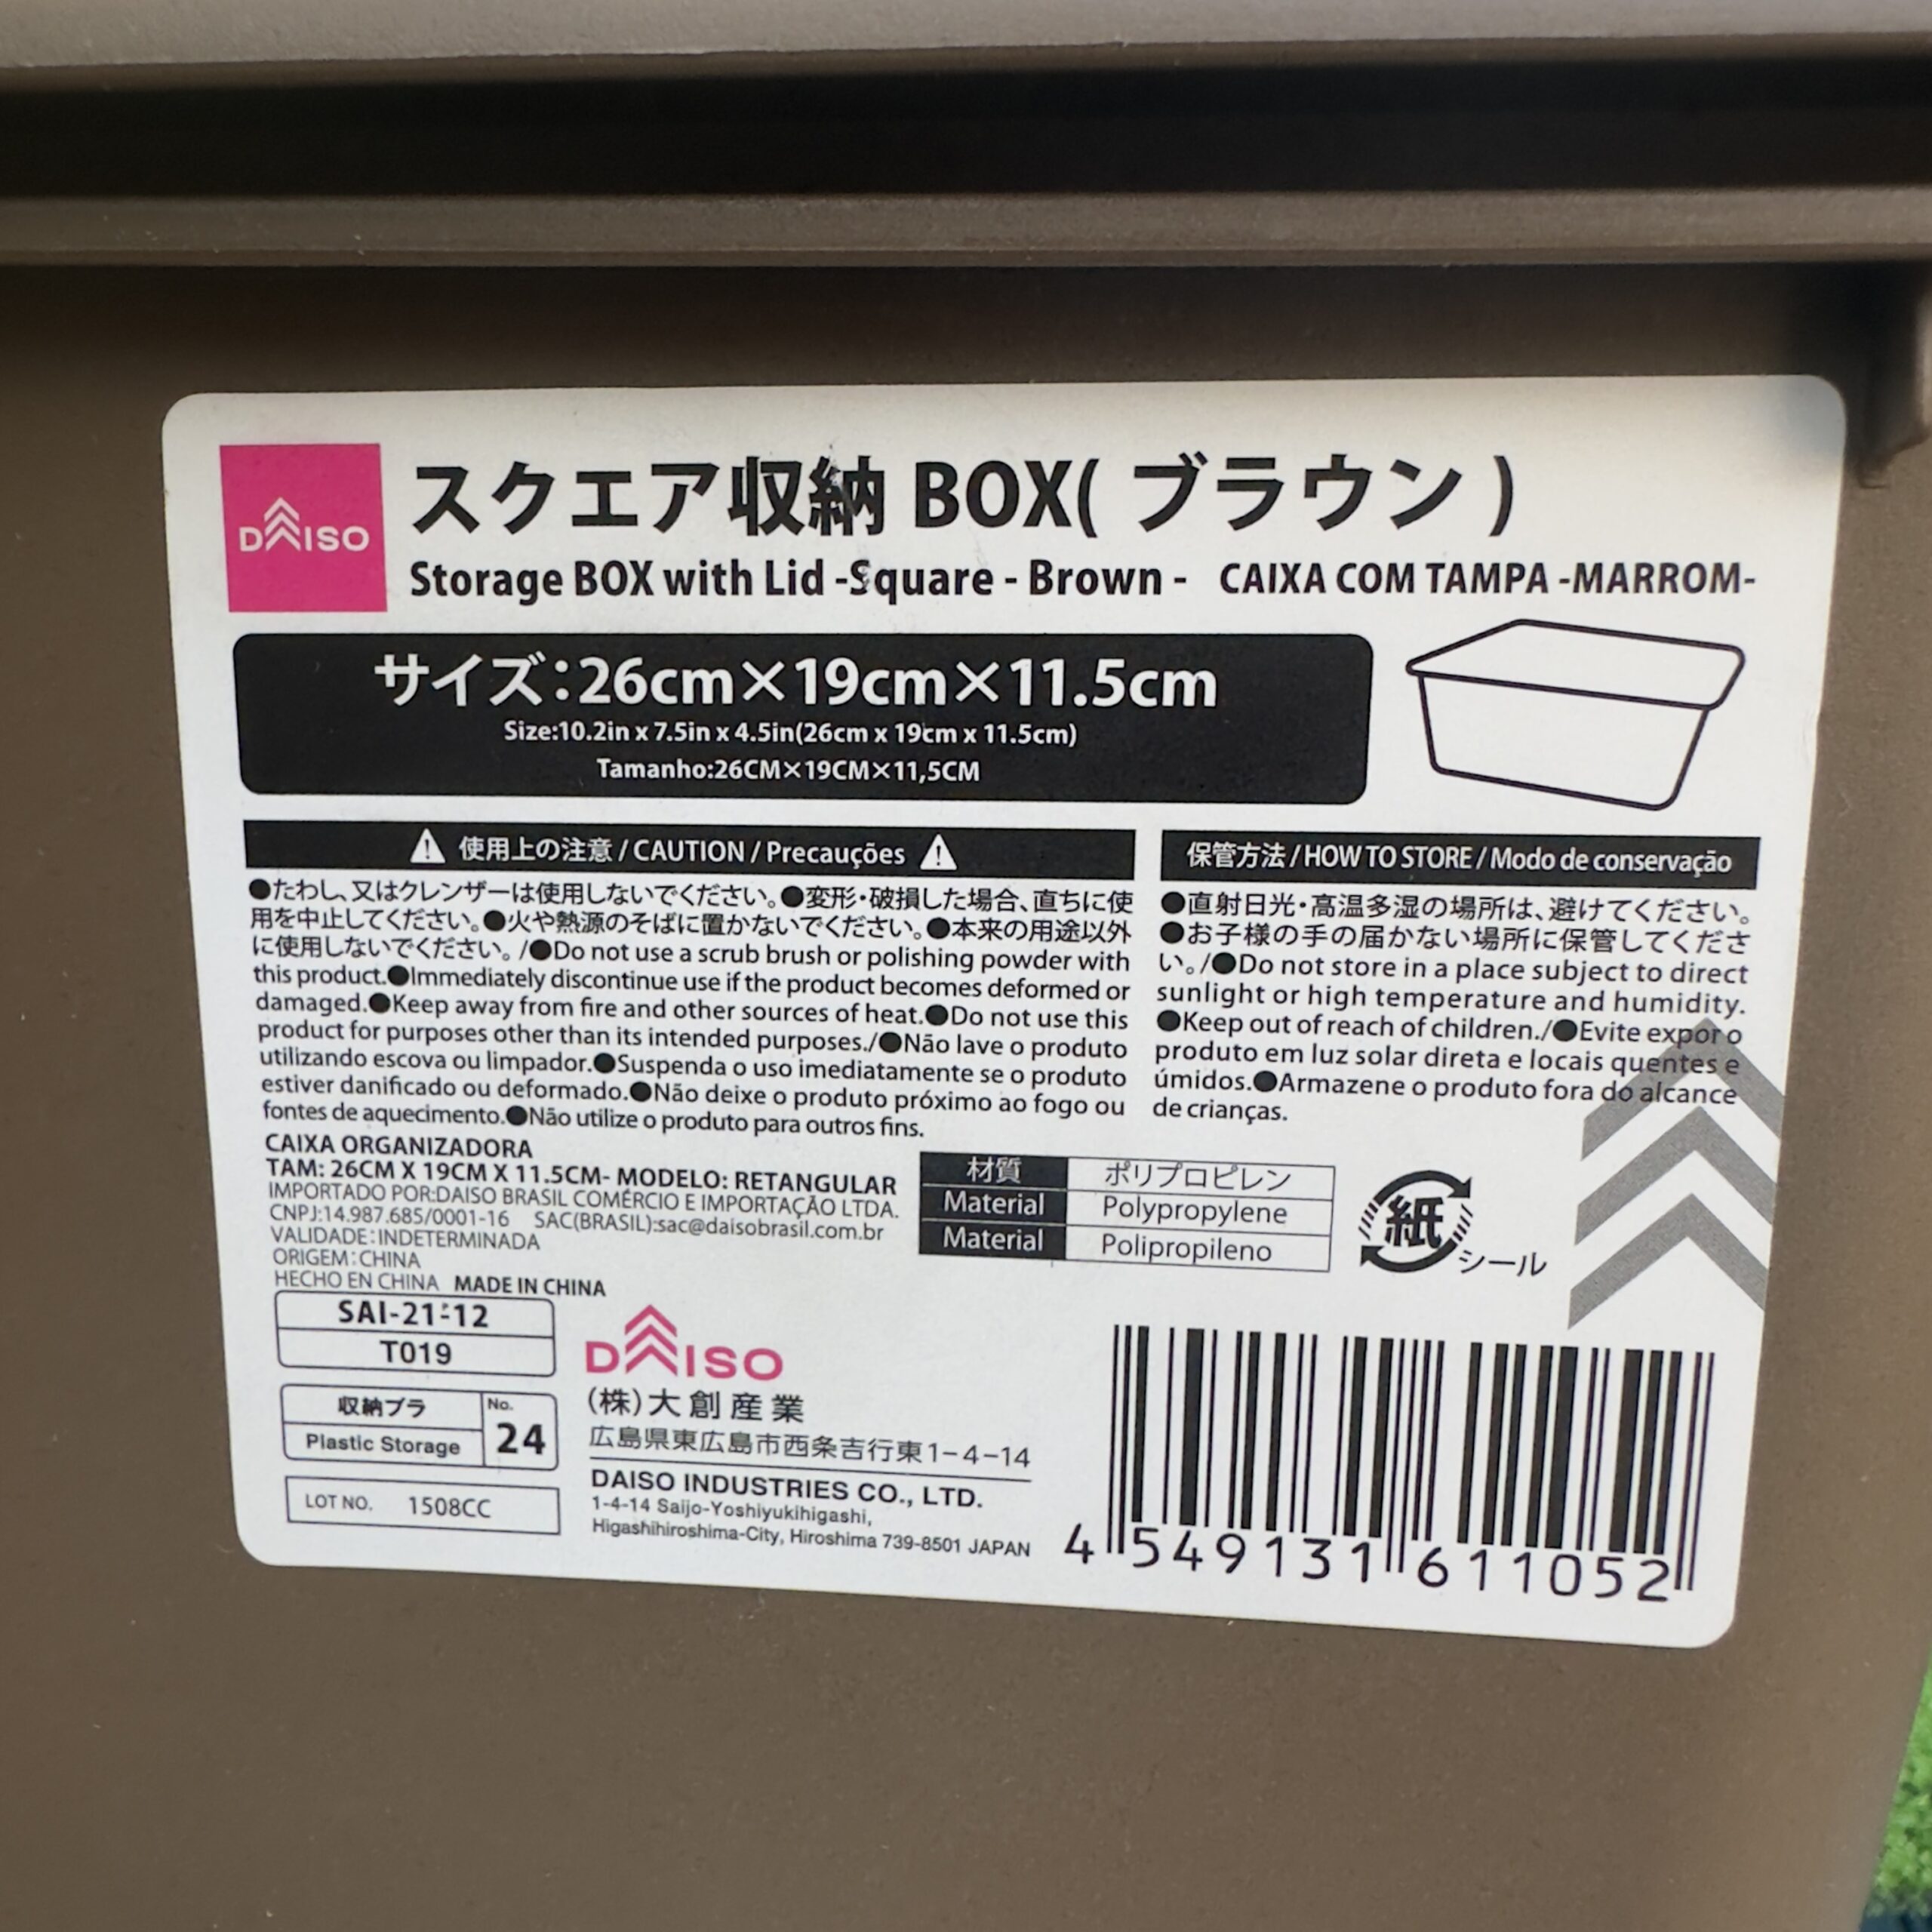 DAISO
スクエア収納 BOX( ブラウン )
Storage BOX with Lid -Square - Brown - CAIXA COM TAMPA -MARROM-
サイズ:26cm×19cm×11.5cm
Size:10.2in x 7.5in x 4.5in(26cm x 19cm x 11.5cm)
Tamanho:26CM×19CM×11,5CM
使用上の注意 / CAUTION / Precauções
●たわし、又はクレンザーは使用しないでください。●変形・破損した場合、直ちに使
用を中止してください。●火や熱源のそばに置かないでください。●本来の用途以外
に使用しないでください。/●Do not use a scrub brush or polishing powder with
this product.●Immediately discontinue use if the product becomes deformed or
damaged.●Keep away from fire and other sources of heat.●Do not use this
product for purposes other than its intended purposes./●Não lave o produto
utilizando escova ou limpador.●Suspenda o uso imediatamente se o produto
estiver danificado ou deformado.●Não deixe o produto próximo ao fogo ou
fontes de aquecimento.●Não utilize o produto para outros fins.
保管方法 / HOW TO STORE / Modo de conservação
●直射日光・高温多湿の場所は、避けてください。
●お子様の手の届かない場所に保管してくださ
い。/●Do not store in a place subject to direct
sunlight or high temperature and humidity.
●Keep out of reach of children./●Evite expor o
produto em luz solar direta e locais quentes e
úmidos.●Armazene o produto fora do alcance
de crianças.
CAIXA ORGANIZADORA
TAM: 26CM X 19CM X 11.5CM- MODELO: RETANGULAR
IMPORTADO POR:DAISO BRASIL COMÉRCIO E IMPORTAÇÃO LTDA.
CNPJ:14.987.685/0001-16 SAC(BRASIL):sac@daisobrasil.com.br
VALIDADE:INDETERMINADA
ORIGEM:CHINA
HECHO EN CHINA MADE IN CHINA
材質 ポリプロピレン
Material Polypropylene
Material Polipropileno
紙
シール
SAI-21-12
T019
収納プラ No.
Plastic Storage 24
LOT NO. 1508CC
DAISO
(株)大創産業
広島県東広島市西条吉行東1-4-14
DAISO INDUSTRIES CO., LTD.
1-4-14 Saijo-Yoshiyukihigashi,
Higashihiroshima-City, Hiroshima 739-8501 JAPAN
4 549131 611052